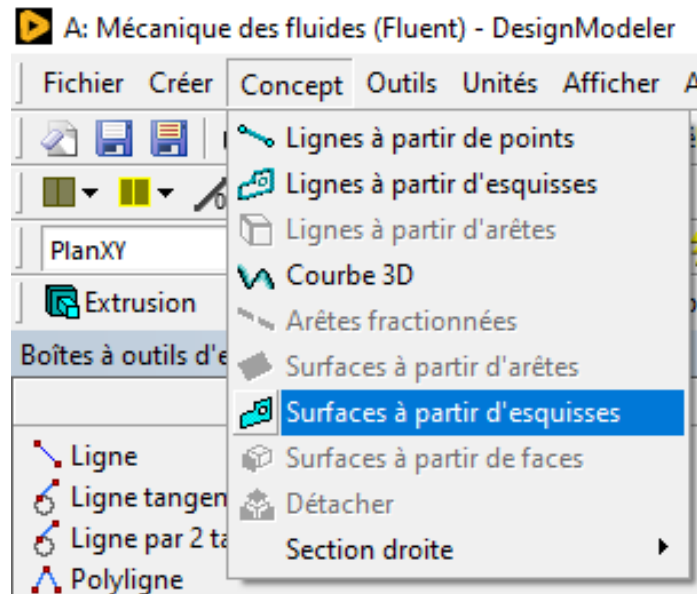 A: Mécanique des fluides (Fluent) - DesignModeler
Fichier Créer Concept Outils Unités Afficher
Lignes à partir de points
Lignes à partir d'esquisses
Lignes à partir d'arêtes
PlanXY
Courbe 3D
Extrusion
Arêtes fractionnées
Boîtes à outils
Surfaces à partir d'arêtes
Surfaces à partir d'esquisses
Ligne
Surfaces à partir de faces
Ligne
Détacher
Ligne par 2
Section droite
Polyligne